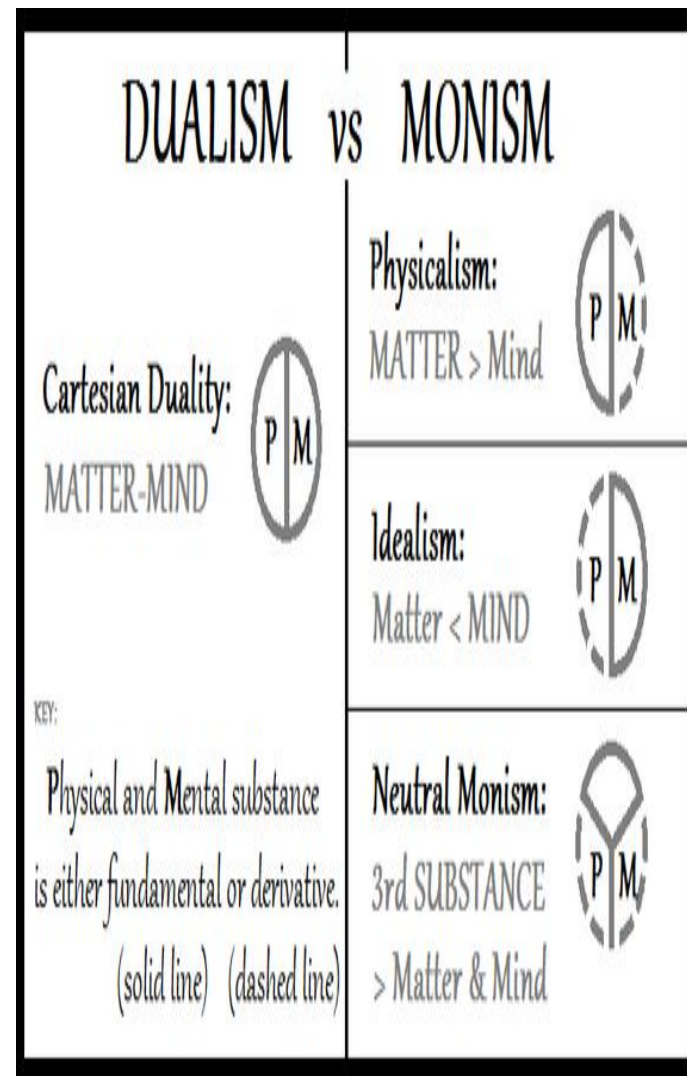 DUALISM vs MONISM
Cartesian Duality:
MATTER-MIND
P M
KEY:
Physical and Mental substance
is either fundamental or derivative.
(solid line) (dashed line)
Physicalism:
MATTER > Mind
P M
Idealism:
Matter < MIND
P M
Neutral Monism:
3rd SUBSTANCE
> Matter & Mind
P M